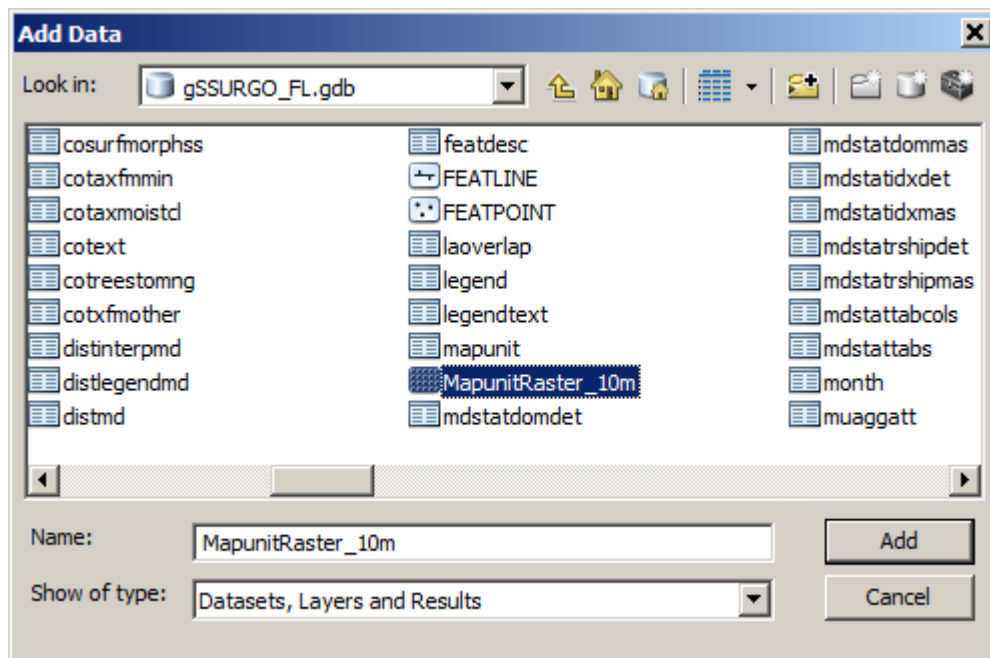 Add Data
Look in: gSSURGO_FL.gdb
cosurfmorphss
cotaxfmmin
cotaxmoistcl
cotext
cotreestomng
cotxfmother
distinterpmd
distlegendmd
distmd
featdesc
FEATLINE
FEATPOINT
laoverlap
legend
legendtext
mapunit
MapunitRaster_10m
mdstatdomdet
mdstatdommas
mdstatidxdet
mdstatidxmas
mdstatrshipdet
mdstatrshipmas
mdstattabcols
mdstattabs
month
muaggatt
Name: MapunitRaster_10m Add
Show of type: Datasets, Layers and Results Cancel